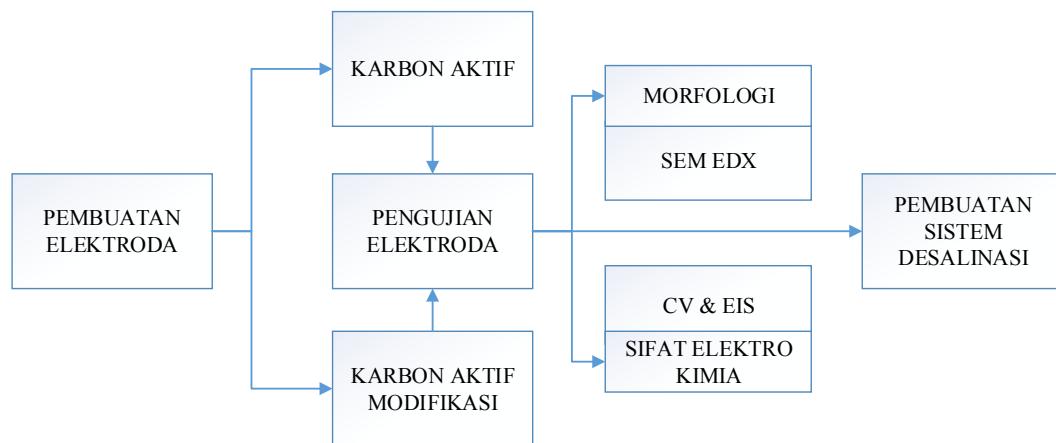 PEMBUATAN
ELEKTRODA
KARBON AKTIF
PENGUJIAN
ELEKTRODA
KARBON AKTIF
MODIFIKASI
MORFOLOGI
SEM EDX
CV & EIS
SIFAT ELEKTRO
KIMIA
PEMBUATAN
SISTEM
DESALINASI